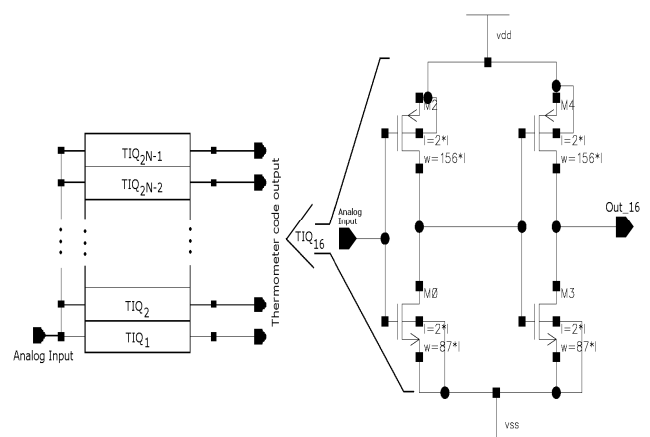 TIQ2N-1
TIQ2N-2
TIQ2
TIQ1
Analog Input
Thermometer code output
TIQ16
Analog
Input
vdd
M2
l=2*l
w=156*l
M4
l=2*l
w=156*l
Out_16
M0
l=2*l
w=87*l
M3
l=2*l
w=87*l
vss